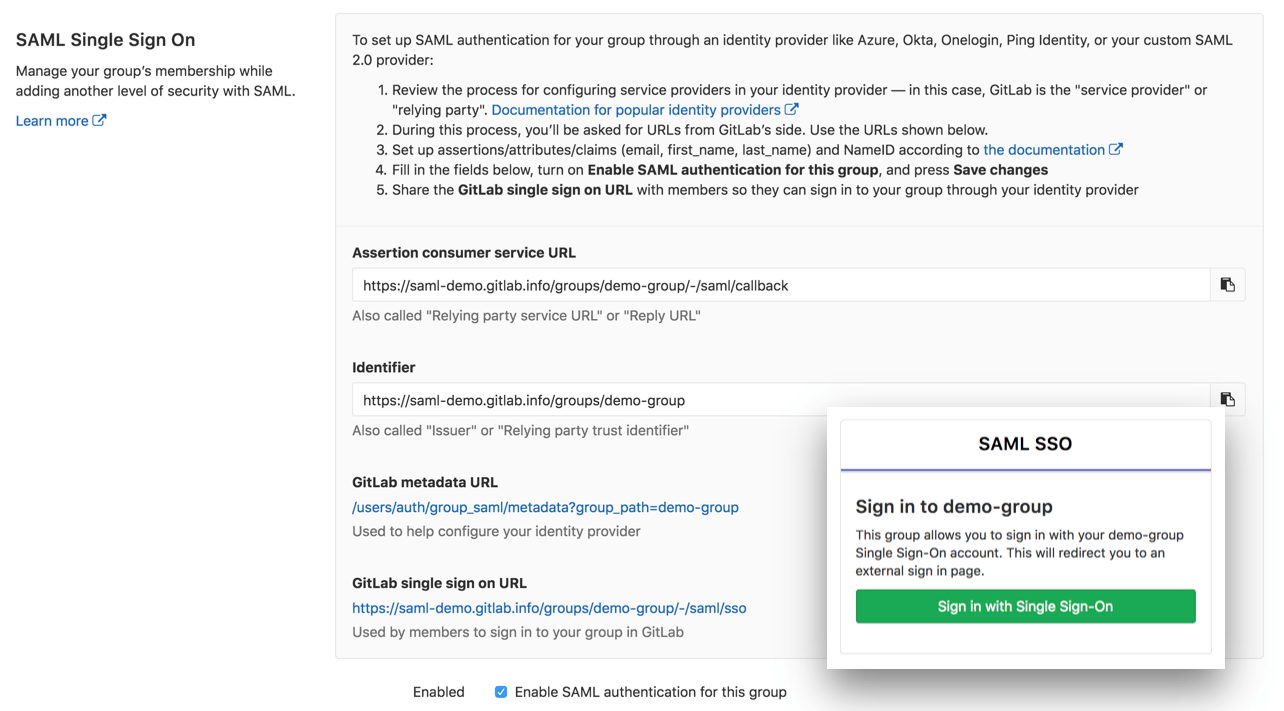 SAML Single Sign On
Manage your group’s membership while
adding another level of security with SAML.
Learn more
To set up SAML authentication for your group through an identity provider like Azure, Okta, Onelogin, Ping Identity, or your custom SAML
2.0 provider:
1. Review the process for configuring service providers in your identity provider — in this case, GitLab is the "service provider" or
"relying party". Documentation for popular identity providers
2. During this process, you’ll be asked for URLs from GitLab’s side. Use the URLs shown below.
3. Set up assertions/attributes/claims (email, first_name, last_name) and NameID according to the documentation
4. Fill in the fields below, turn on Enable SAML authentication for this group, and press Save changes
5. Share the GitLab single sign on URL with members so they can sign in to your group through your identity provider
Assertion consumer service URL
https://saml-demo.gitlab.info/groups/demo-group/-/saml/callback
Also called "Relying party service URL" or "Reply URL"
Identifier
https://saml-demo.gitlab.info/groups/demo-group
Also called "Issuer" or "Relying party trust identifier"
GitLab metadata URL
/users/auth/group_saml/metadata?group_path=demo-group
Used to help configure your identity provider
GitLab single sign on URL
https://saml-demo.gitlab.info/groups/demo-group/-/saml/sso
Used by members to sign in to your group in GitLab
Enabled
Enable SAML authentication for this group
SAML SSO
Sign in to demo-group
This group allows you to sign in with your demo-group
Single Sign-On account. This will redirect you to an
external sign in page.
Sign in with Single Sign-On